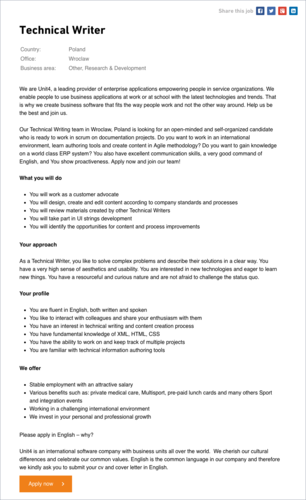 Share this job
Technical Writer
Country: Poland
Office: Wroclaw
Business area: Other, Research & Development
We are Unit4, a leading provider of enterprise applications empowering people in service organizations. We
enable people to use business applications at work or at school with the latest technologies and trends. That
is why we create business software that fits the way people work and not the other way around. Help us be
the best and join us.
Our Technical Writing team in Wroclaw, Poland is looking for an open-minded and self-organized candidate
who is ready to work in scrum on documentation projects. Do you want to work in an international
environment, learn authoring tools and create content in Agile methodology? Do you want to gain knowledge
on a world class ERP system? You also have excellent communication skills, a very good command of
English, and You show proactiveness. Apply now and join our team!
What you will do
• You will work as a customer advocate
• You will design, create and edit content according to company standards and processes
• You will review materials created by other Technical Writers
• You will take part in UI strings development
• You will identify the opportunities for content and process improvements
Your approach
As a Technical Writer, you like to solve complex problems and describe their solutions in a clear way. You
have a very high sense of aesthetics and usability. You are interested in new technologies and eager to learn
new things. You have a resourceful and curious nature and are not afraid to challenge the status quo.
Your profile
• You are fluent in English, both written and spoken
• You like to interact with colleagues and share your enthusiasm with them
• You have an interest in technical writing and content creation process
• You have fundamental knowledge of XML, HTML, CSS
• You have the ability to work on and keep track of multiple projects
• You are familiar with technical information authoring tools
We offer
• Stable employment with an attractive salary
• Various benefits such as: private medical care, Multisport, pre-paid lunch cards and many others Sport
and integration events
• Working in a challenging international environment
• We invest in your personal and professional growth
Please apply in English – why?
Unit4 is an international software company with business units all over the world. We cherish our cultural
differences and celebrate our common values. English is the common language in our company and therefore
we kindly ask you to submit your cv and cover letter in English.
Apply now